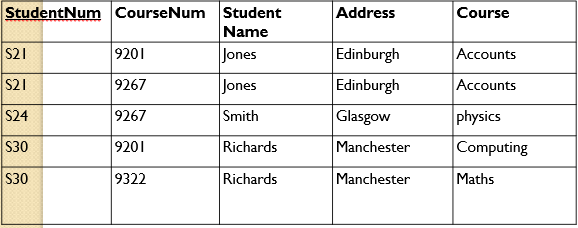 StudentNum CourseNum Student Name Address Course
S21 9201 Jones Edinburgh Accounts
S21 9267 Jones Edinburgh Accounts
S24 9267 Smith Glasgow physics
S30 9201 Richards Manchester Computing
S30 9322 Richards Manchester Maths